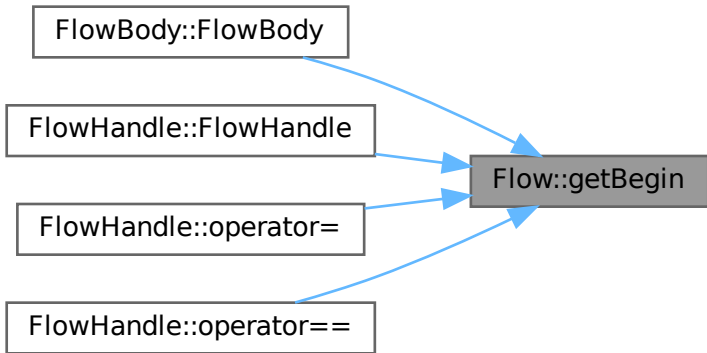 FlowBody::FlowBody
FlowHandle::FlowHandle
Flow::getBegin
FlowHandle::operator=
FlowHandle::operator==